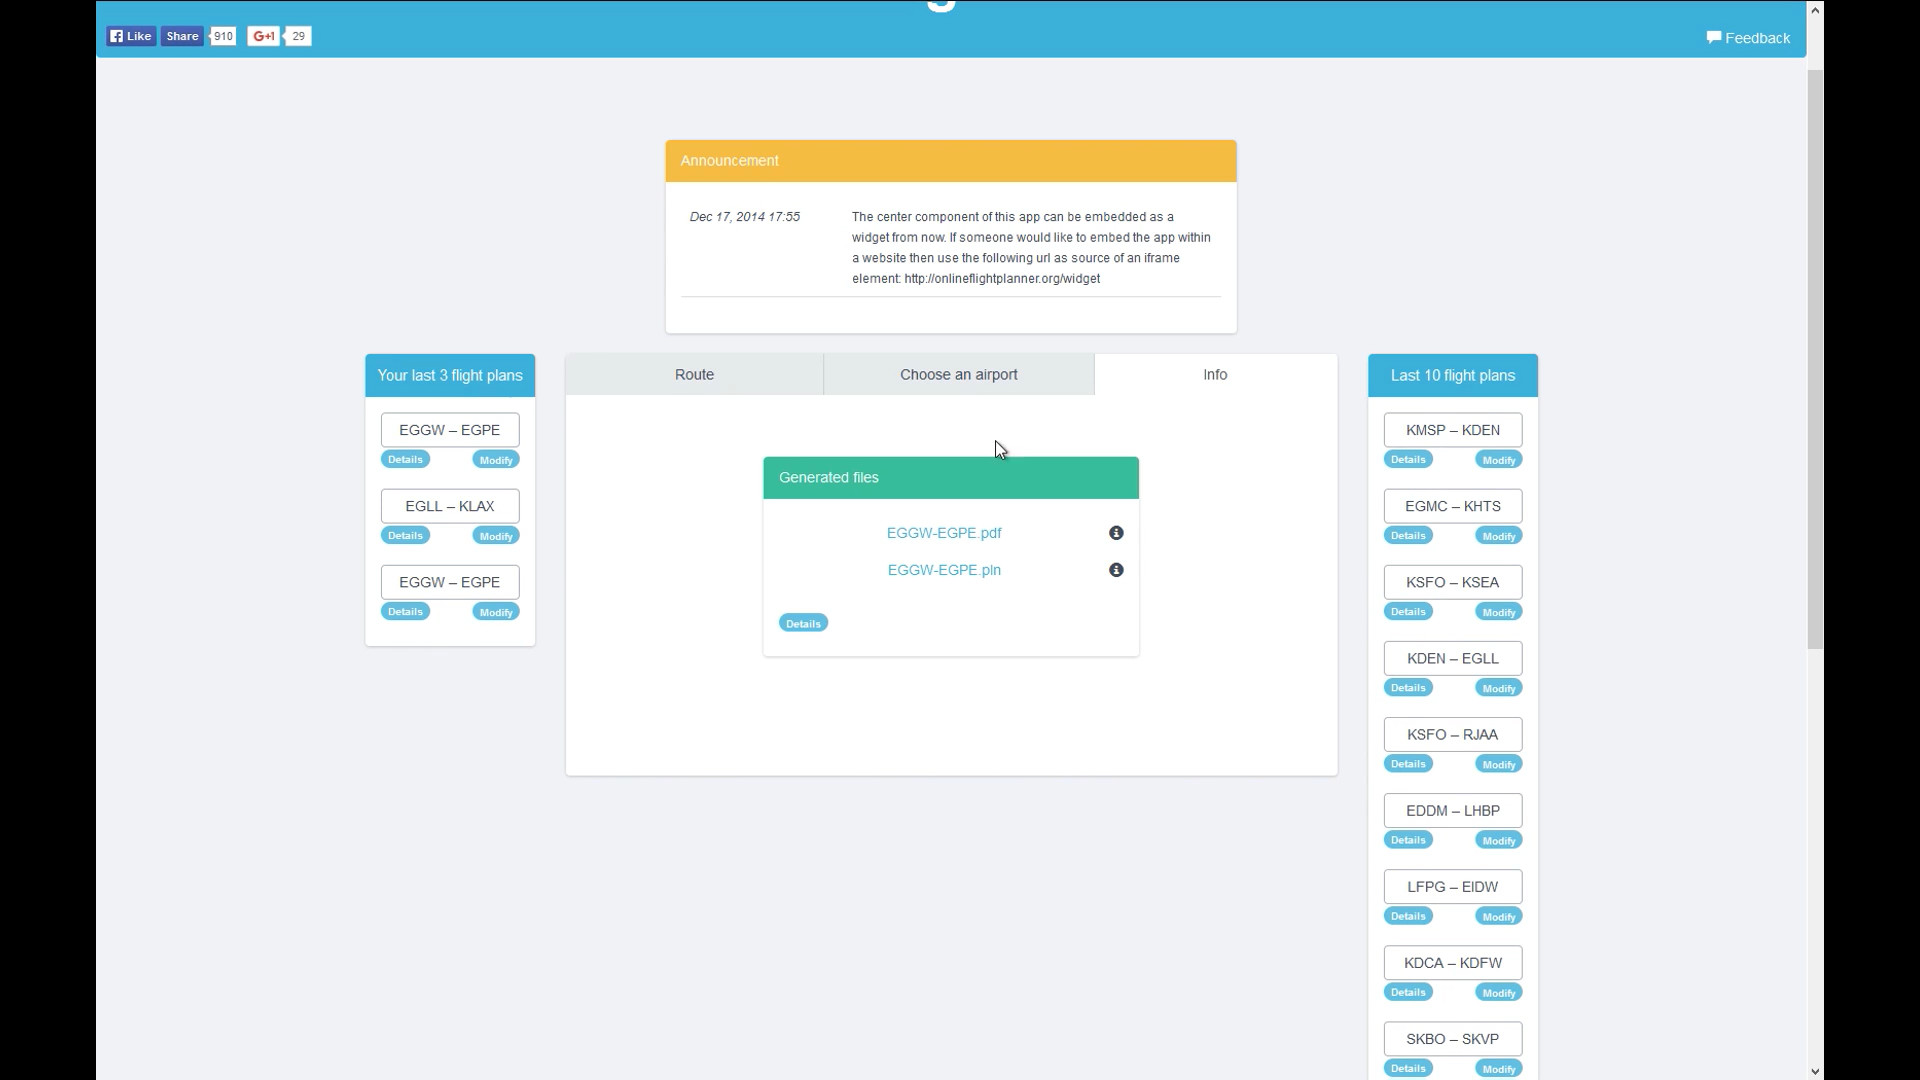 Like Share 910 G+1 29
Feedback
Announcement
Dec 17, 2014 17:55
The center component of this app can be embedded as a
widget from now. If someone would like to embed the app within
a website then use the following url as source of an iframe
element: http://onlineflightplanner.org/widget
Your last 3 flight plans
EGGW – EGPE
Details Modify
EGLL – KLAX
Details Modify
EGGW – EGPE
Details Modify
Route
Choose an airport
Info
Generated files
EGGW-EGPE.pdf
EGGW-EGPE.pln
Details
Last 10 flight plans
KMSP – KDEN
Details Modify
EGMC – KHTS
Details Modify
KSFO – KSEA
Details Modify
KDEN – EGLL
Details Modify
KSFO – RJAA
Details Modify
EDDM – LHBP
Details Modify
LFPG – EIDW
Details Modify
KDCA – KDFW
Details Modify
SKBO – SKVP
Details Modify